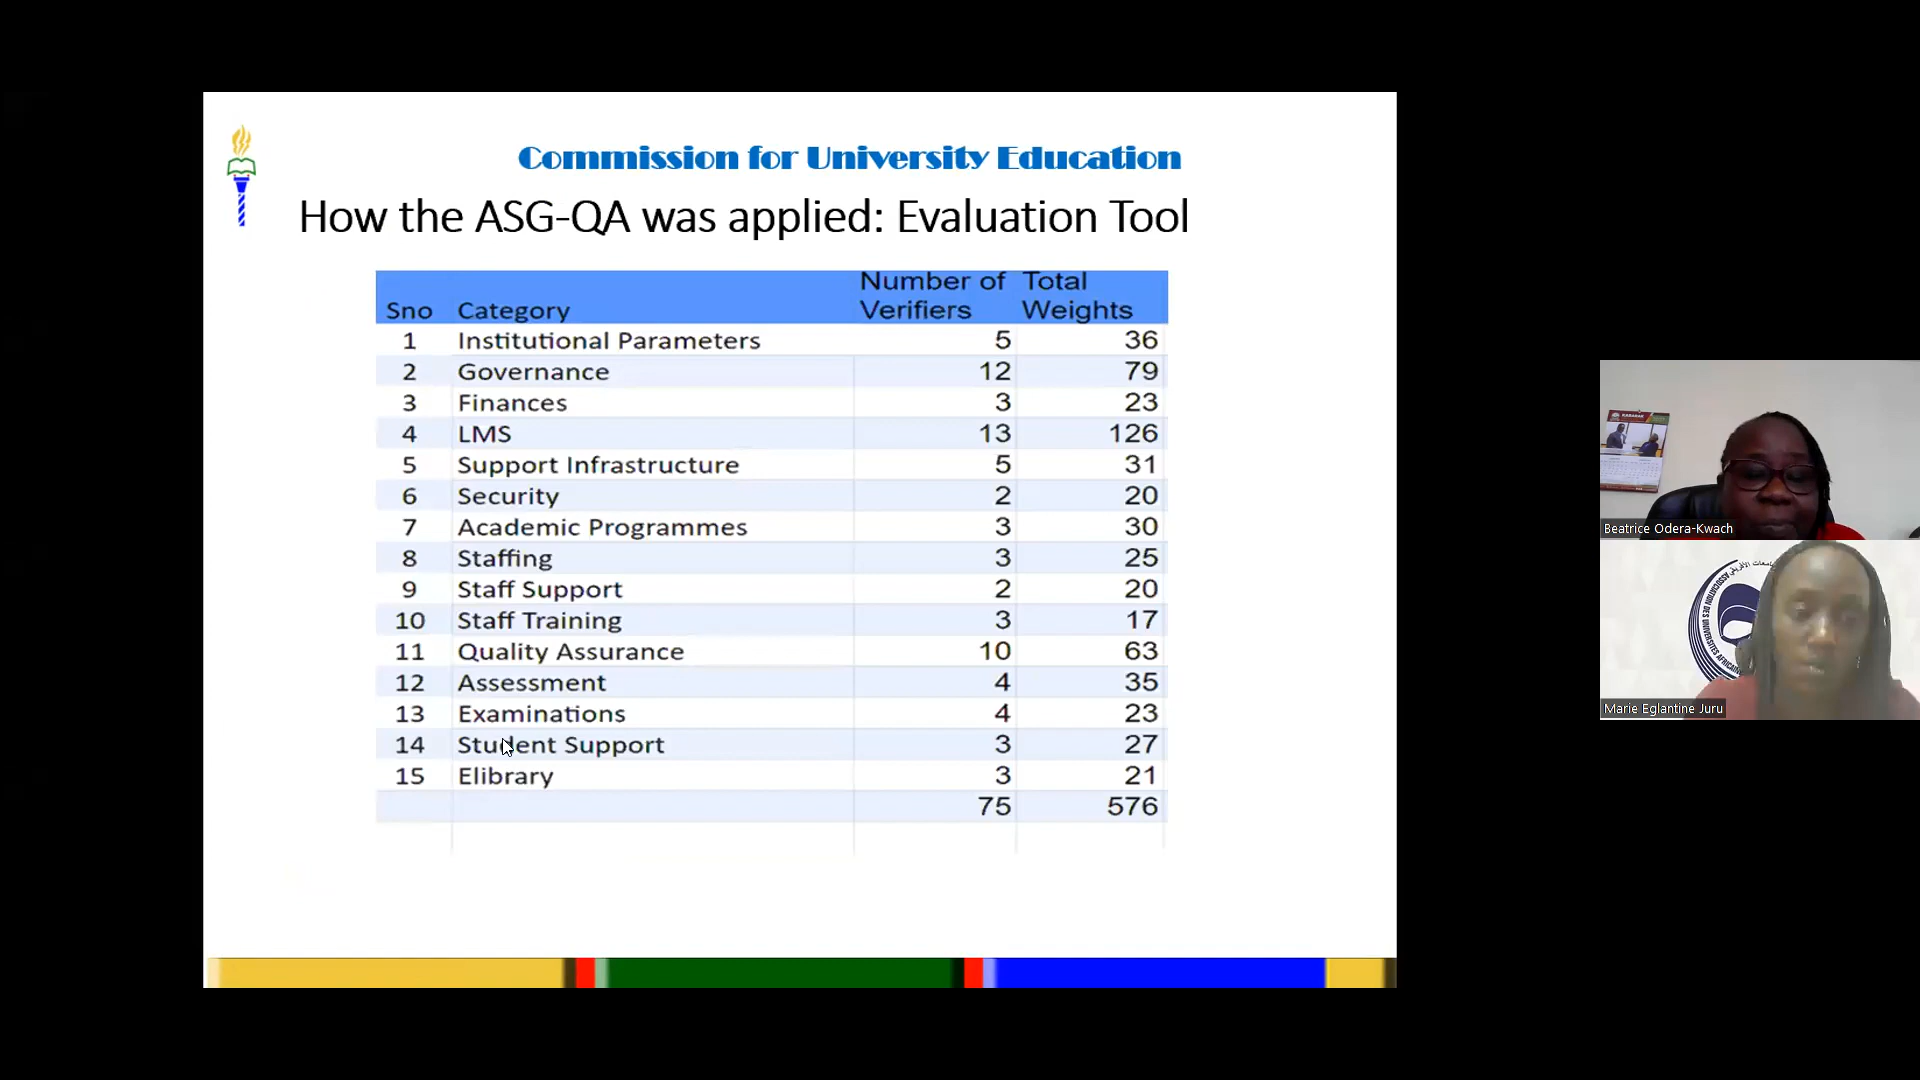 Commission for University Education
How the ASG-QA was applied: Evaluation Tool
Sno Category Number of Verifiers Total Weights
1 Institutional Parameters 5 36
2 Governance 12 79
3 Finances 3 23
4 LMS 13 126
5 Support Infrastructure 5 31
6 Security 2 20
7 Academic Programmes 3 30
8 Staffing 3 25
9 Staff Support 2 20
10 Staff Training 3 17
11 Quality Assurance 10 63
12 Assessment 4 35
13 Examinations 4 23
14 Student Support 3 27
15 Elibrary 3 21
75 576
Beatrice Odera-Kwach
ASSOCIATION DES UNIVERSITES
Marie Eglantine Juru